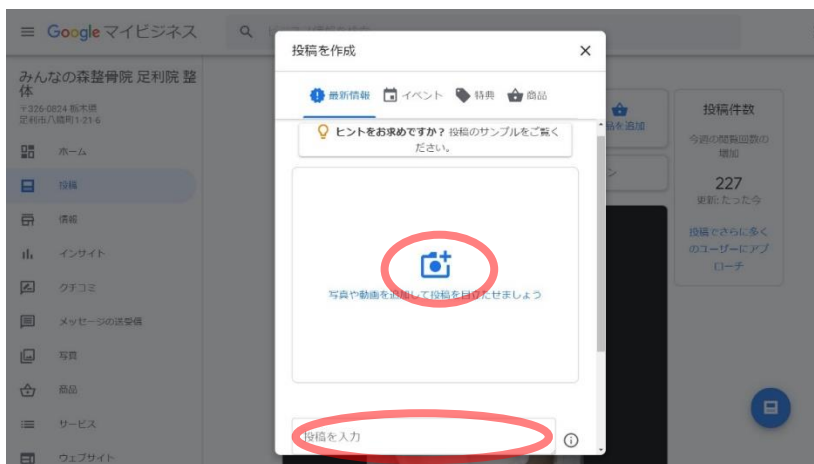 Google マイビジネス
みんなの森整骨院 足利院 整
体
〒326-0824 栃木県
足利市八幡町1-21-6
ホーム
投稿
情報
インサイト
クチコミ
メッセージの送受信
写真
商品
サービス
ウェブサイト
投稿を作成
最新情報
イベント
特典
商品
ヒントをお求めですか？ 投稿のサンプルをご覧く
ださい。
写真や動画を追加して投稿を目立たせましょう
投稿を入力
品を追加
ン
投稿件数
今週の閲覧回数の
増加
227
更新: たった今
投稿でさらに多く
のユーザーにアプ
ローチ